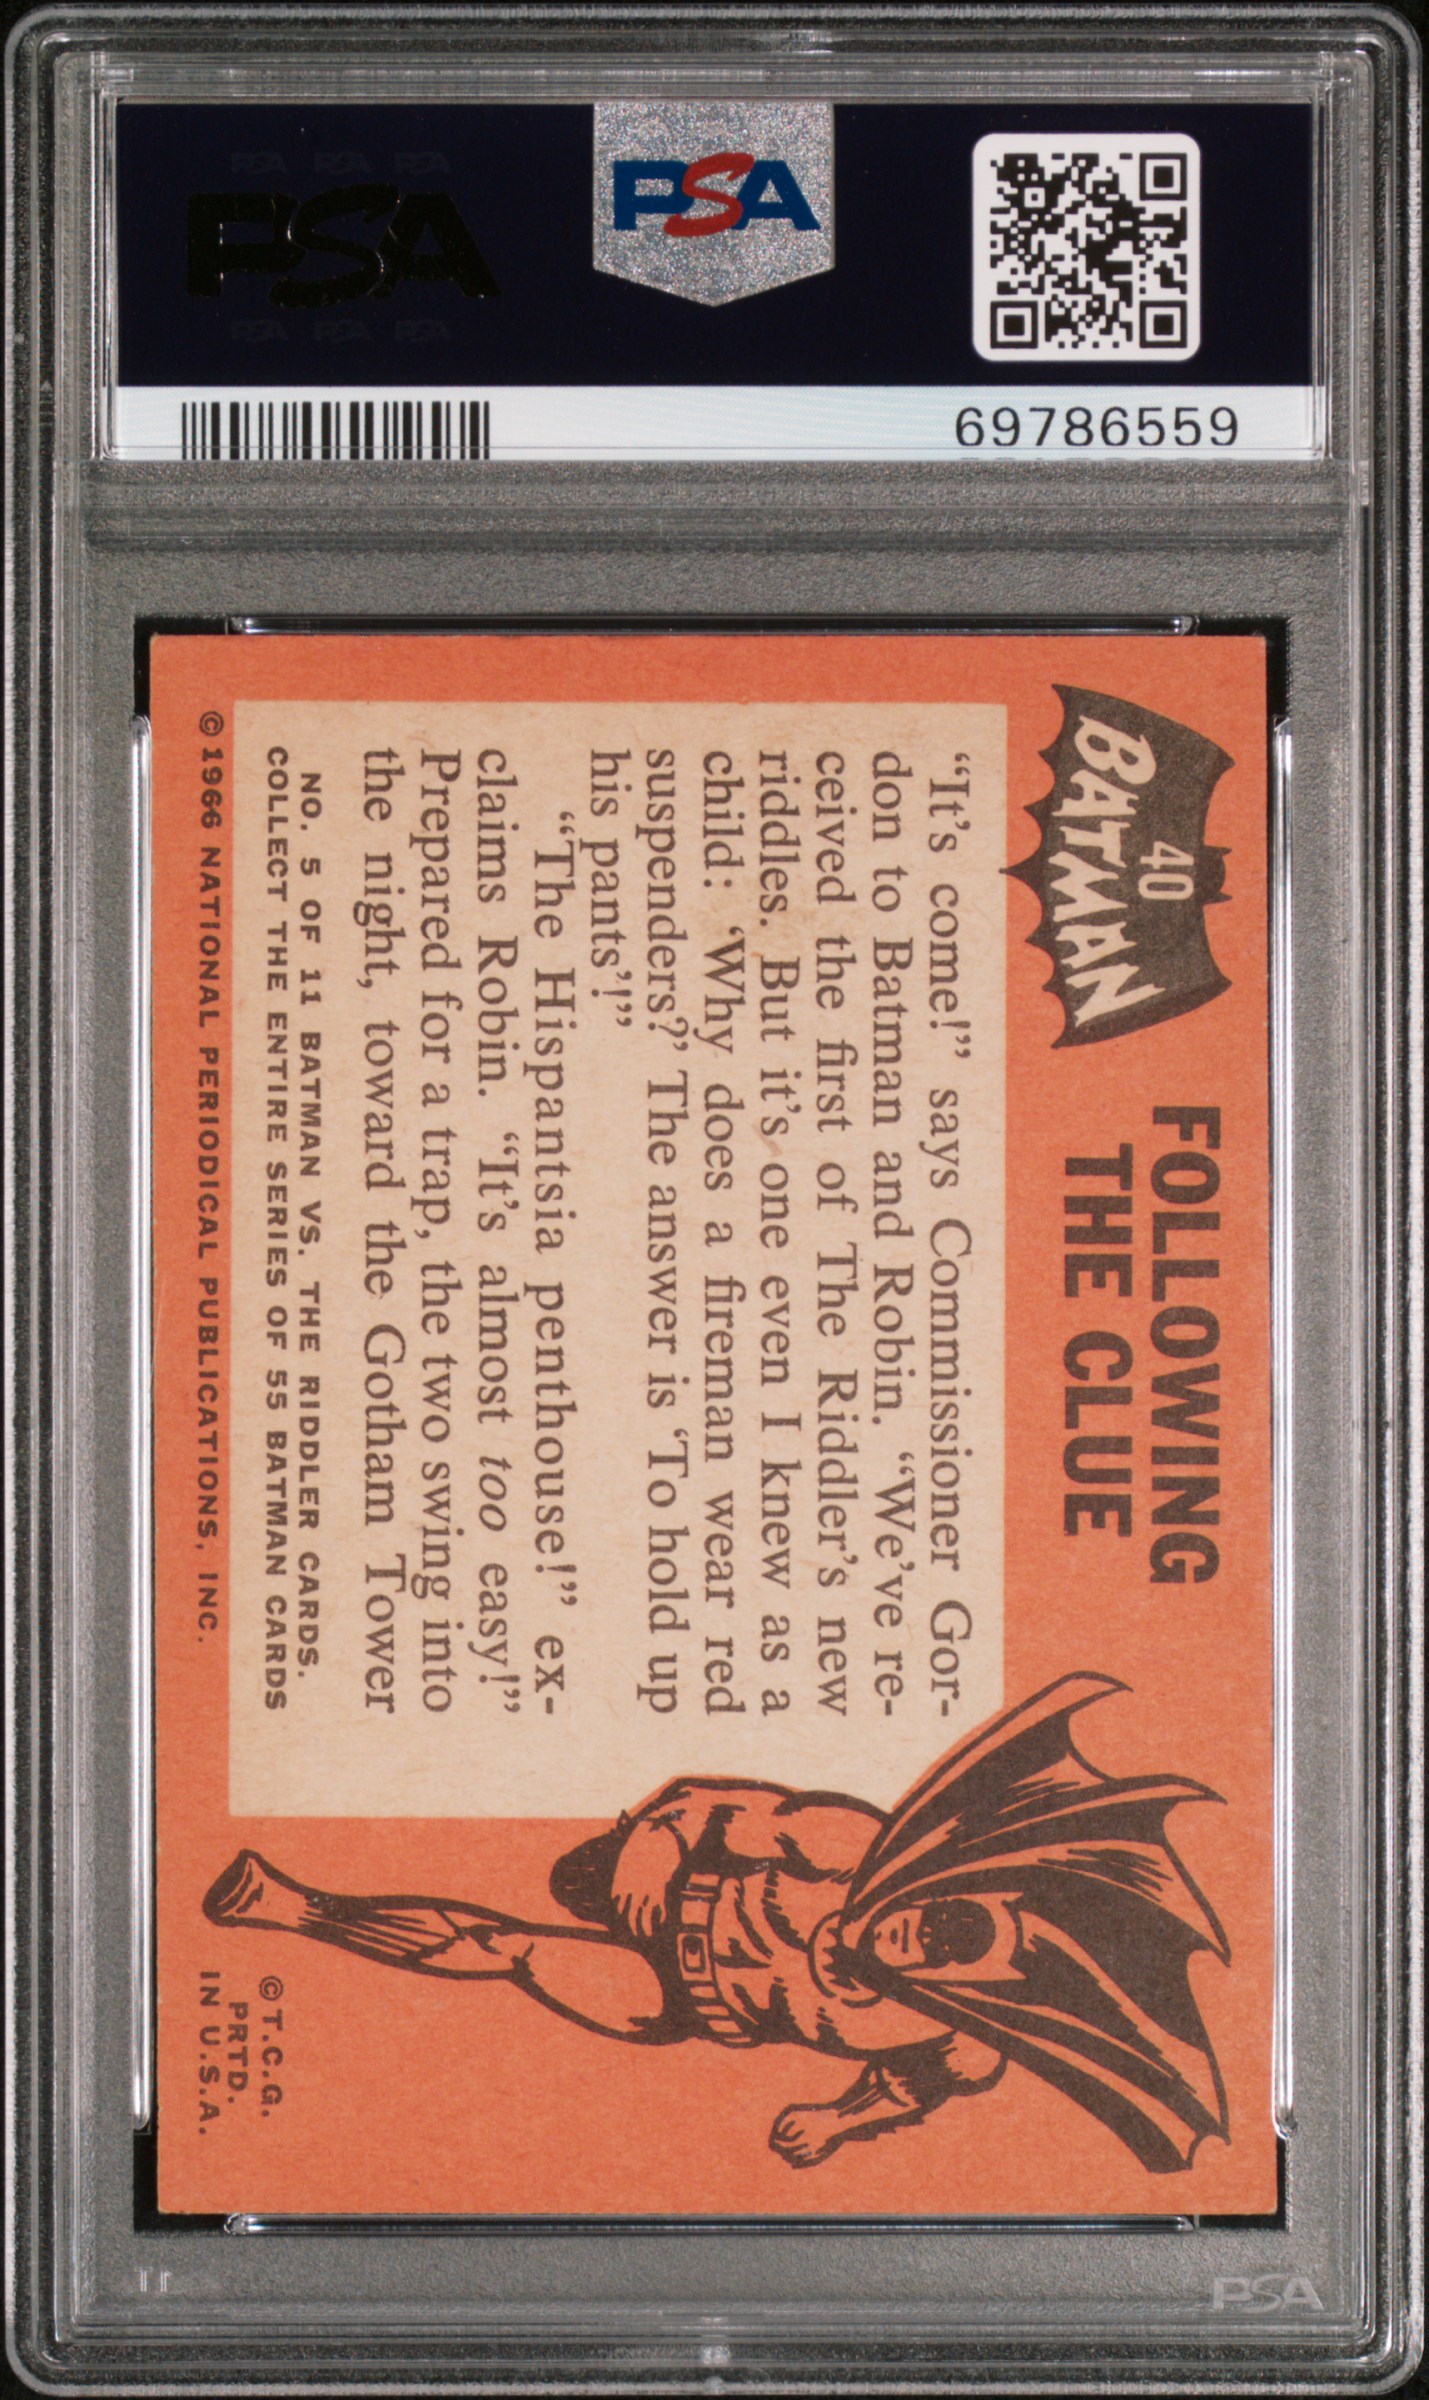 PSA
PSA
69786559
40
BATMAN
FOLLOWING
THE CLUE
“It’s come!” says Commissioner Gor-
don to Batman and Robin. “We’ve re-
ceived the first of The Riddler’s new
riddles. But it’s one even I knew as a
child: ‘Why does a fireman wear red
suspenders?’ The answer is ‘To hold up
his pants’!”
“The Hispantsia penthouse!” ex-
claims Robin. “It’s almost too easy!”
Prepared for a trap, the two swing into
the night, toward the Gotham Tower
NO. 5 OF 11 BATMAN VS. THE RIDDLER CARDS.
COLLECT THE ENTIRE SERIES OF 55 BATMAN CARDS
© 1966 NATIONAL PERIODICAL PUBLICATIONS, INC.
© T.C.G.
PRTD.
IN U.S.A.
PSA